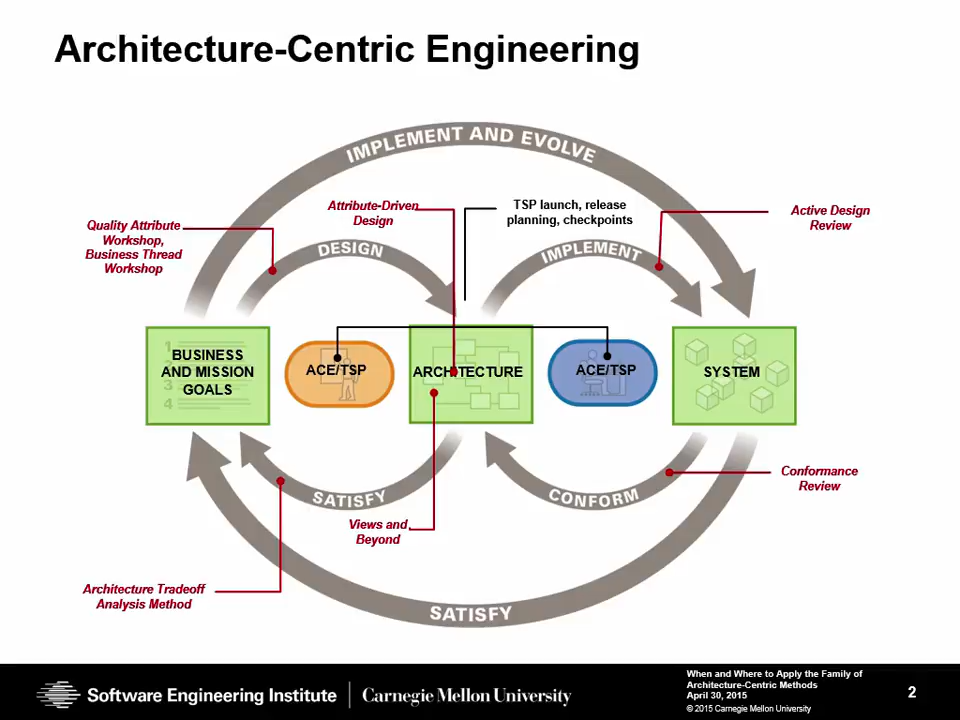 Architecture-Centric Engineering
IMPLEMENT AND EVOLVE
Attribute-Driven
Design
TSP launch, release
planning, checkpoints
Active Design
Review
Quality Attribute
Workshop,
Business Thread
Workshop
DESIGN
IMPLEMENT
BUSINESS
AND MISSION
GOALS
1
3
4
ACE/TSP
ARCHITECTURE
ACE/TSP
SYSTEM
SATISFY
CONFORM
Conformance
Review
Views and
Beyond
Architecture Tradeoff
Analysis Method
SATISFY
Software Engineering Institute
Carnegie Mellon University
When and Where to Apply the Family of
Architecture-Centric Methods
April 30, 2015
© 2015 Carnegie Mellon University
2